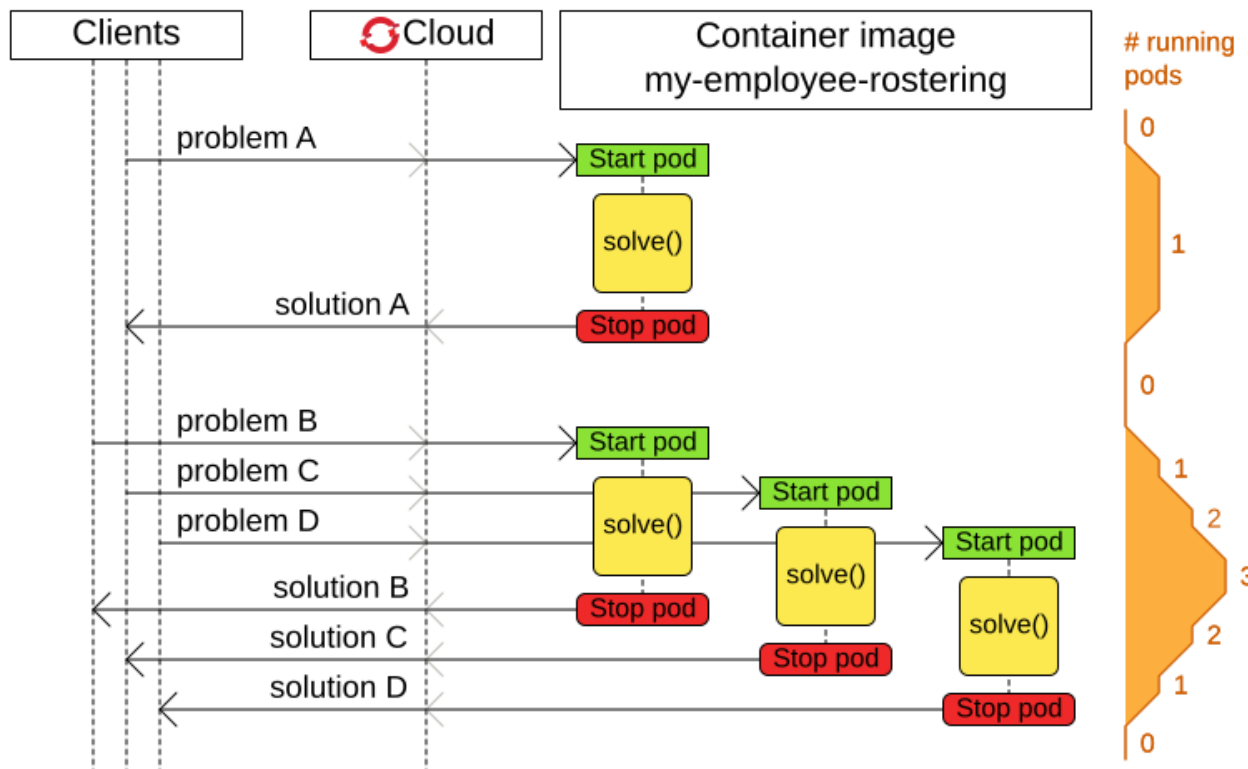 Clients
Cloud
Container image
my-employee-rostering
# running
pods
0
problem A
Start pod
solve()
1
solution A
Stop pod
0
problem B
Start pod
problem C
1
Start pod
problem D
2
solve()
Start pod
solve()
3
solution B
Stop pod
solve()
2
solution C
Stop pod
1
solution D
Stop pod
0